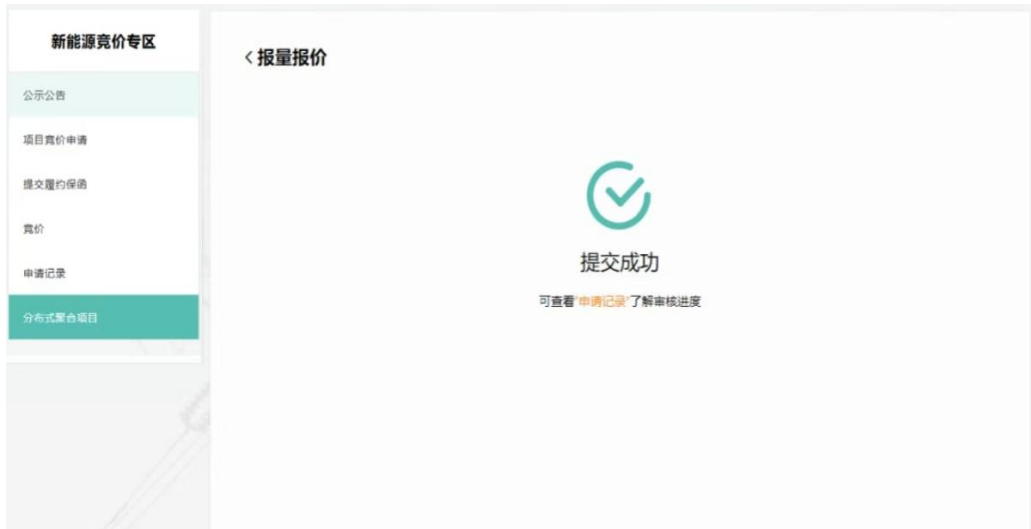 新能源竞价专区
公示公告
项目竞价申请
提交履约保函
竞价
申请记录
分布式聚合项目
<报量报价
提交成功
可查看"申请记录"了解审核进度